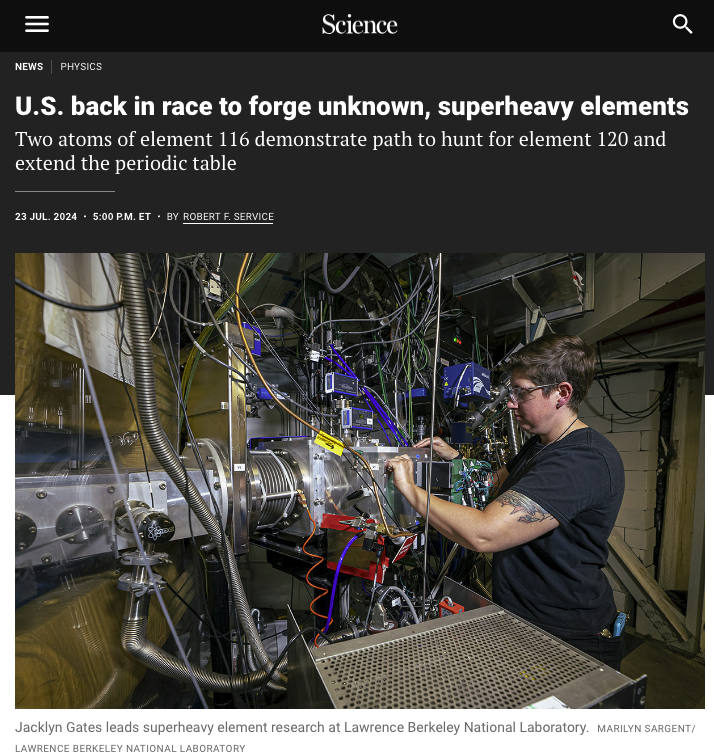 Science
NEWS PHYSICS
U.S. back in race to forge unknown, superheavy elements
Two atoms of element 116 demonstrate path to hunt for element 120 and
extend the periodic table
23 JUL. 2024 • 5:00 P.M. ET • BY ROBERT F. SERVICE
Jacklyn Gates leads superheavy element research at Lawrence Berkeley National Laboratory. MARILYN SARGENT/
LAWRENCE BERKELEY NATIONAL LABORATORY